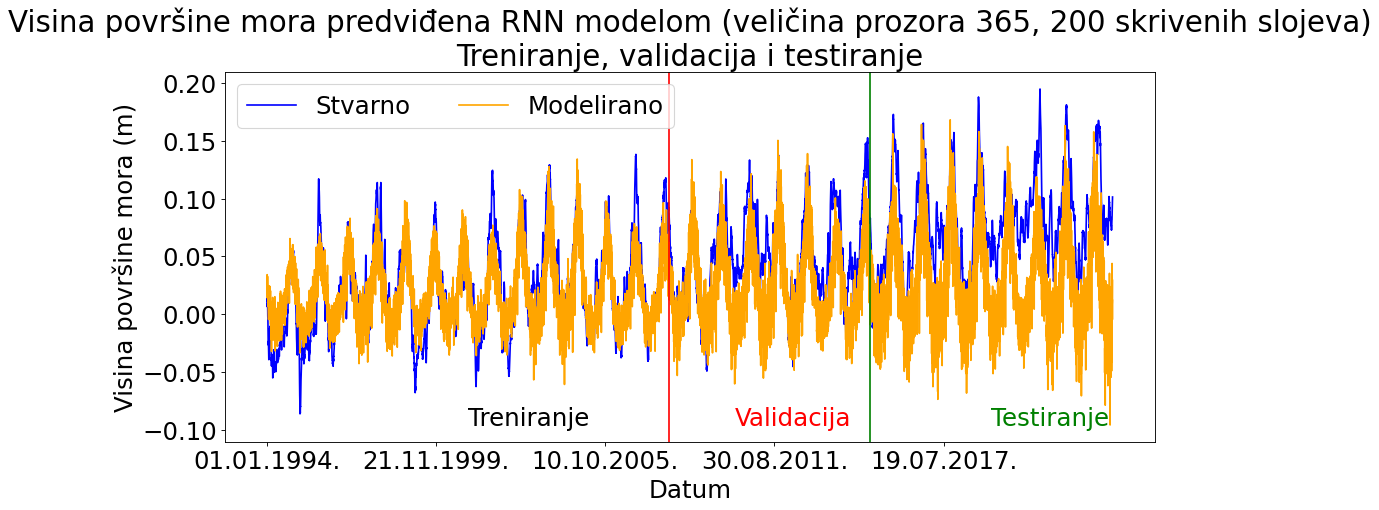 Visina površine mora predviđena RNN modelom (veličina prozora 365, 200 skrivenih slojeva)
Treniranje, validacija i testiranje
Stvarno
Modelirano
Visina površine mora (m)
0.20
0.15
0.10
0.05
0.00
−0.05
−0.10
Treniranje
Validacija
Testiranje
01.01.1994.
21.11.1999.
10.10.2005.
30.08.2011.
19.07.2017.
Datum